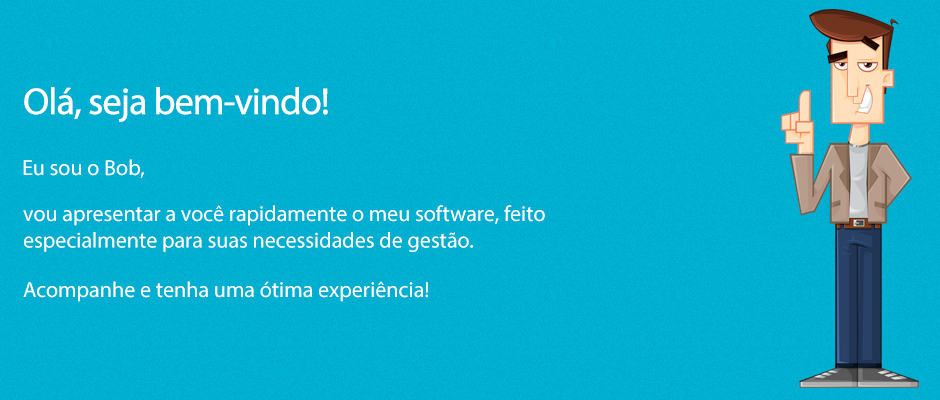 Olá, seja bem-vindo!
Eu sou o Bob,
vou apresentar a você rapidamente o meu software, feito
especialmente para suas necessidades de gestão.
Acompanhe e tenha uma ótima experiência!